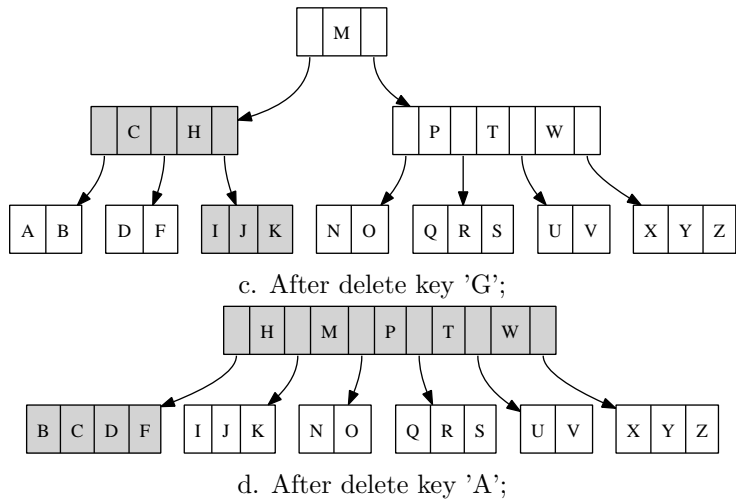 M
C H P T W
A B D F I J K N O Q R S U V X Y Z
c. After delete key 'G';
H M P T W
B C D F I J K N O Q R S U V X Y Z
d. After delete key 'A';